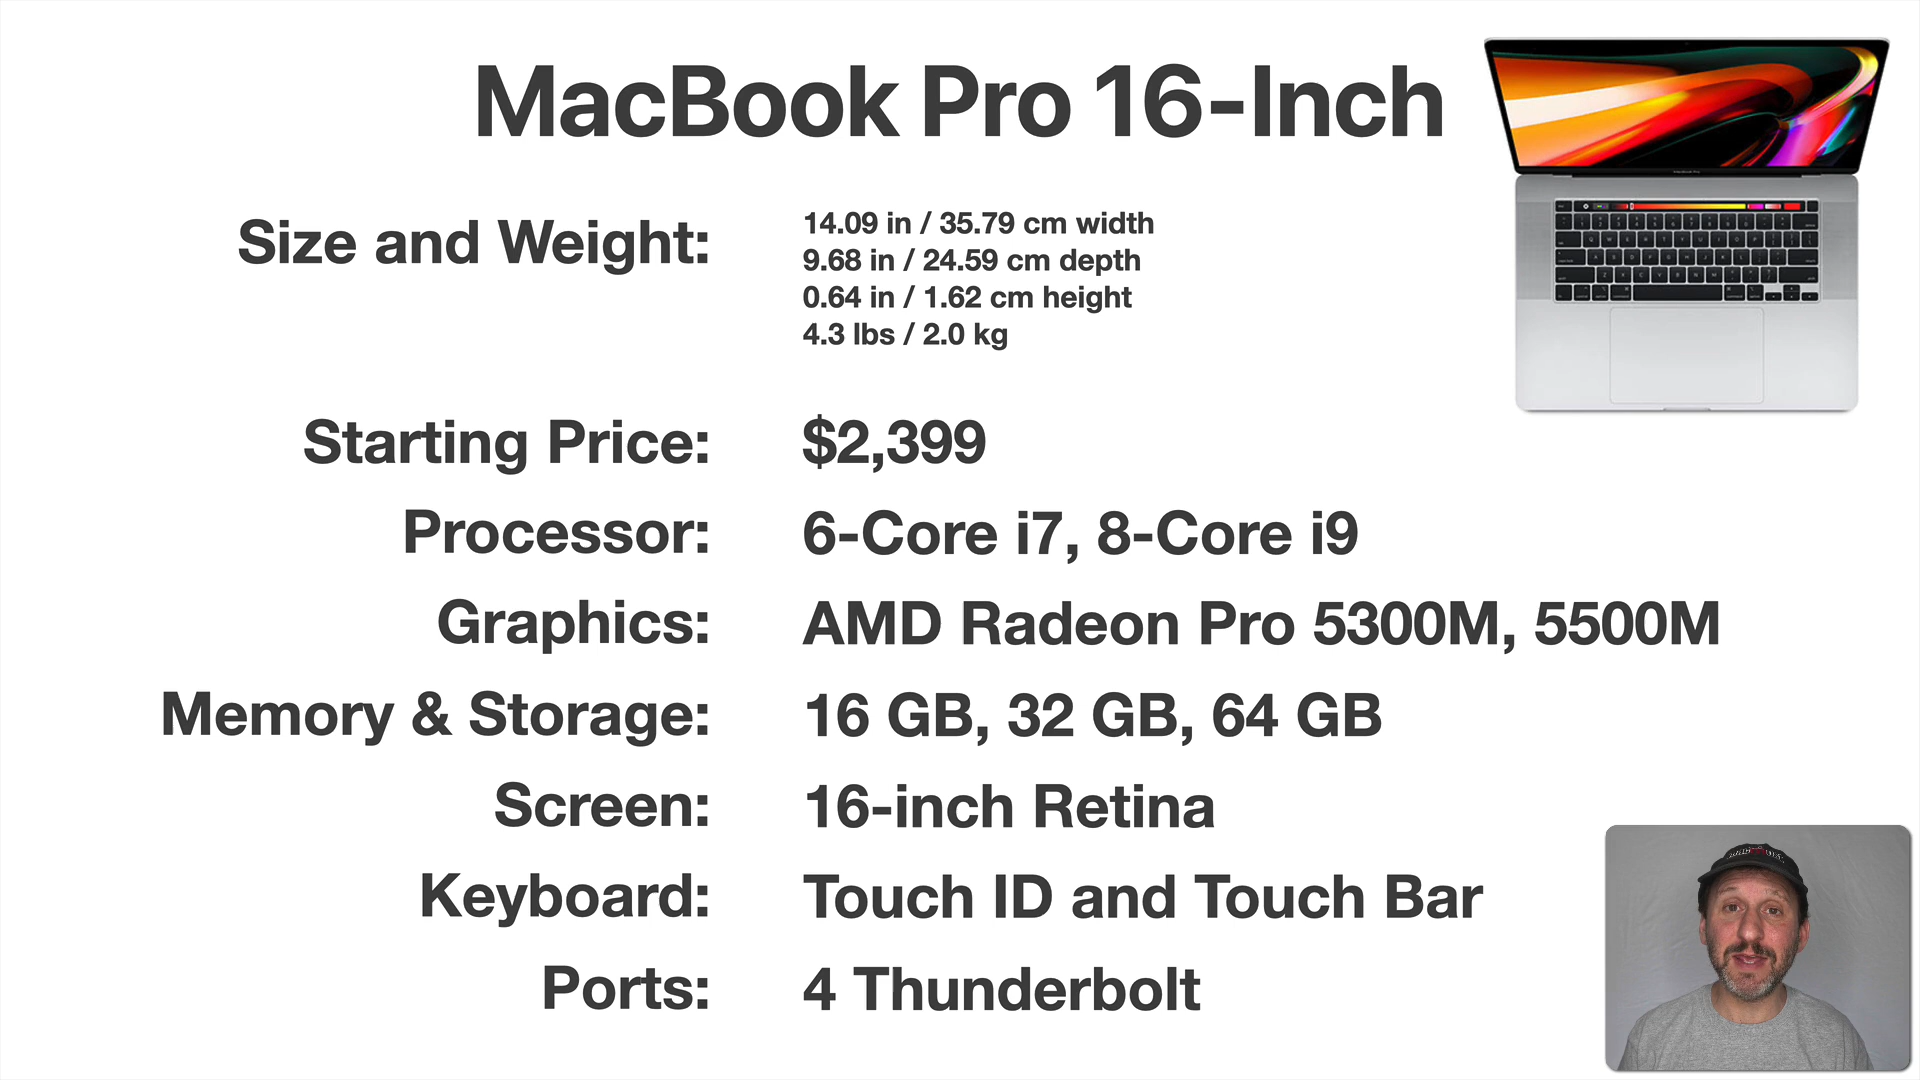 MacBook Pro 16-Inch
Size and Weight:
14.09 in / 35.79 cm width
9.68 in / 24.59 cm depth
0.64 in / 1.62 cm height
4.3 lbs / 2.0 kg
Starting Price: $2,399
Processor: 6-Core i7, 8-Core i9
Graphics: AMD Radeon Pro 5300M, 5500M
Memory & Storage: 16 GB, 32 GB, 64 GB
Screen: 16-inch Retina
Keyboard: Touch ID and Touch Bar
Ports: 4 Thunderbolt